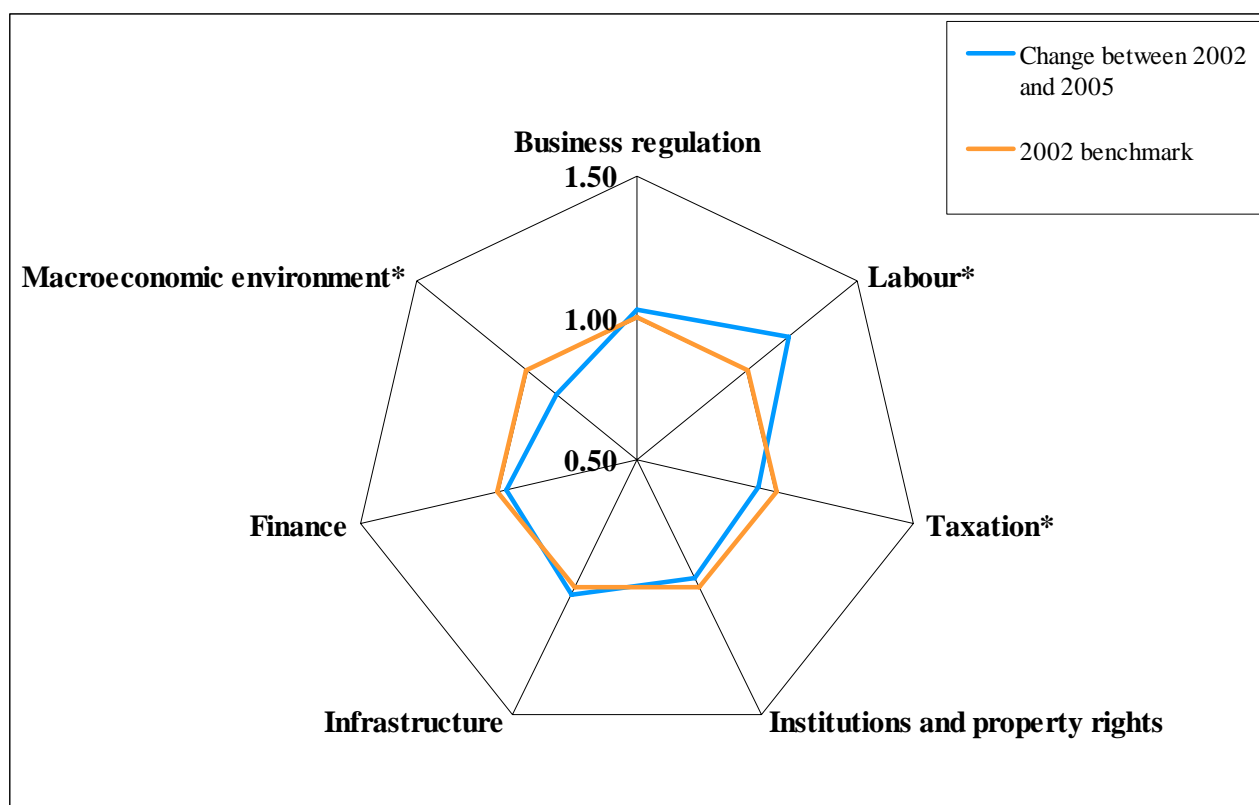 Change between 2002
and 2005
2002 benchmark
Business regulation
1.50
Macroeconomic environment*
Labour*
1.00
0.50
Finance
Taxation*
Infrastructure
Institutions and property rights